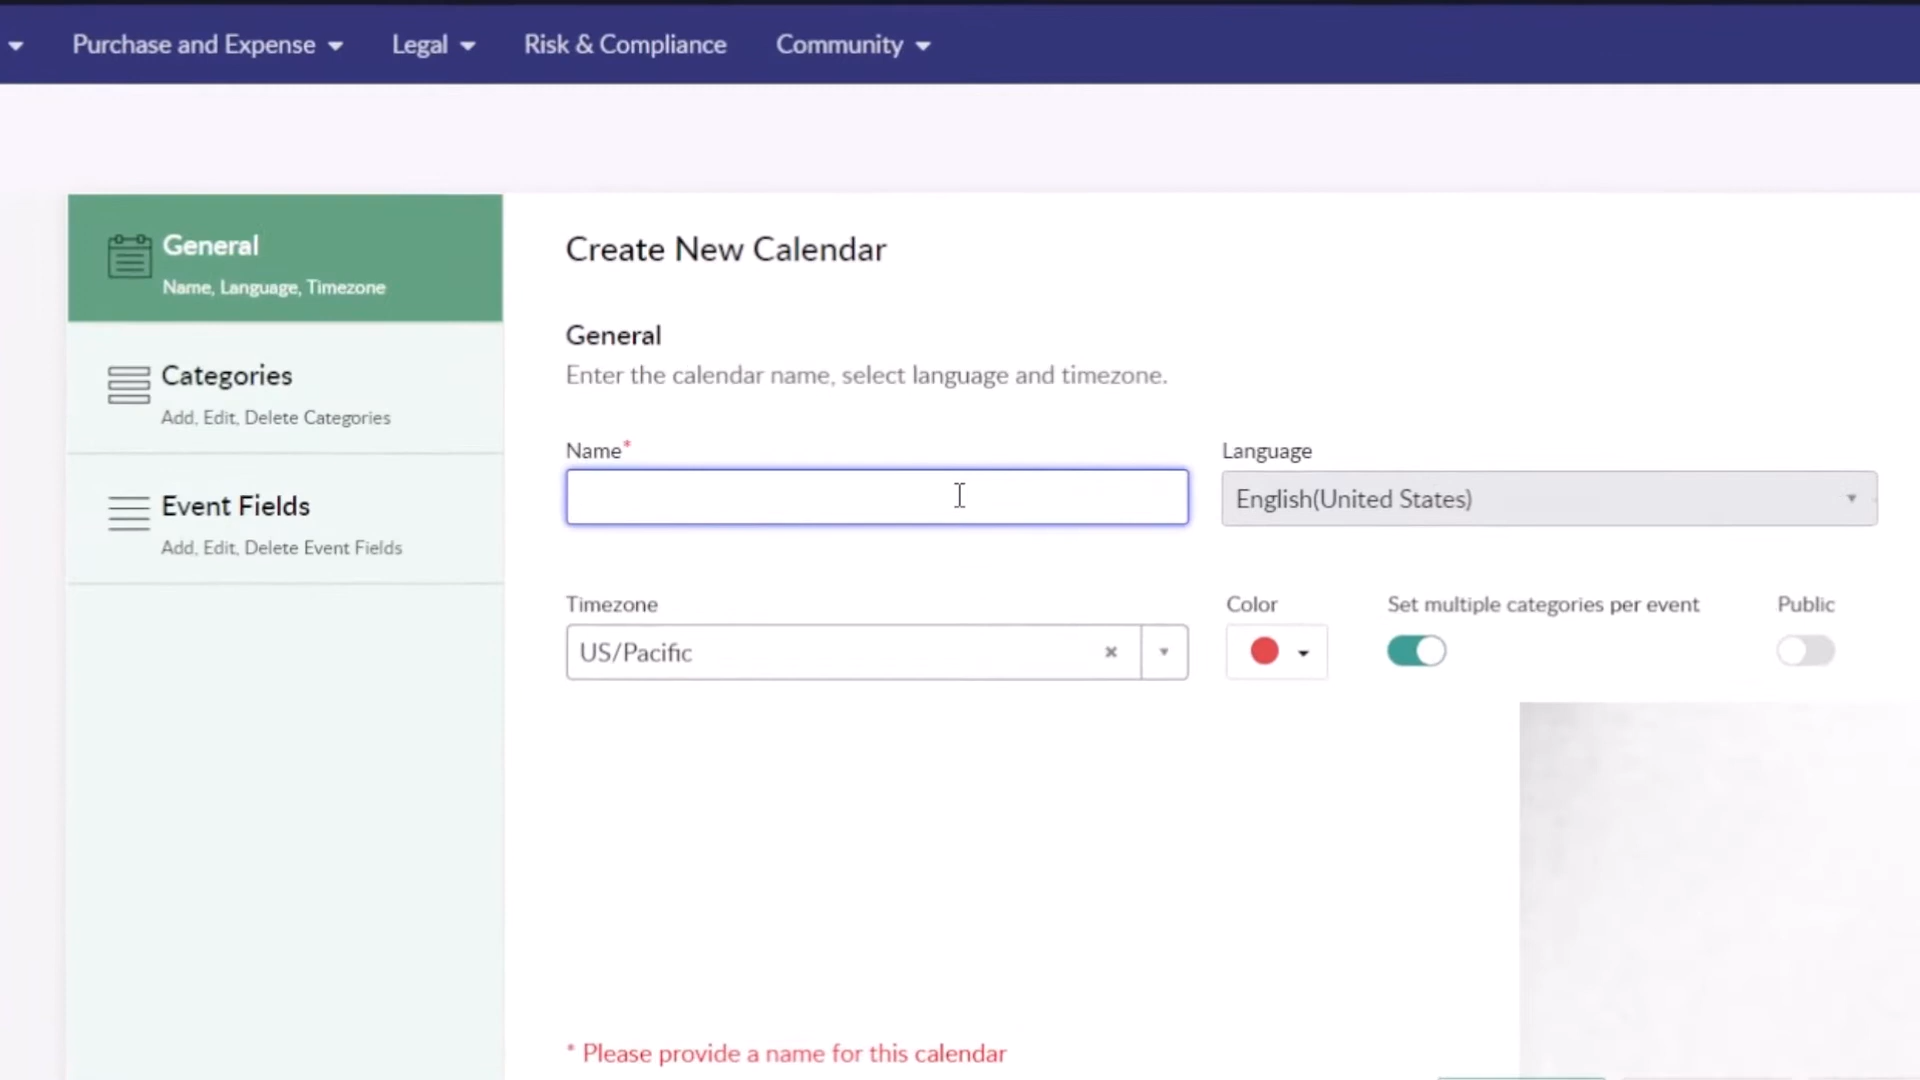 Purchase and Expense Legal Risk & Compliance Community
General
Name, Language, Timezone
Categories
Add, Edit, Delete Categories
Event Fields
Add, Edit, Delete Event Fields
Create New Calendar
General
Enter the calendar name, select language and timezone.
Name*
Language
English(United States)
Timezone
Color
Set multiple categories per event
Public
US/Pacific
* Please provide a name for this calendar